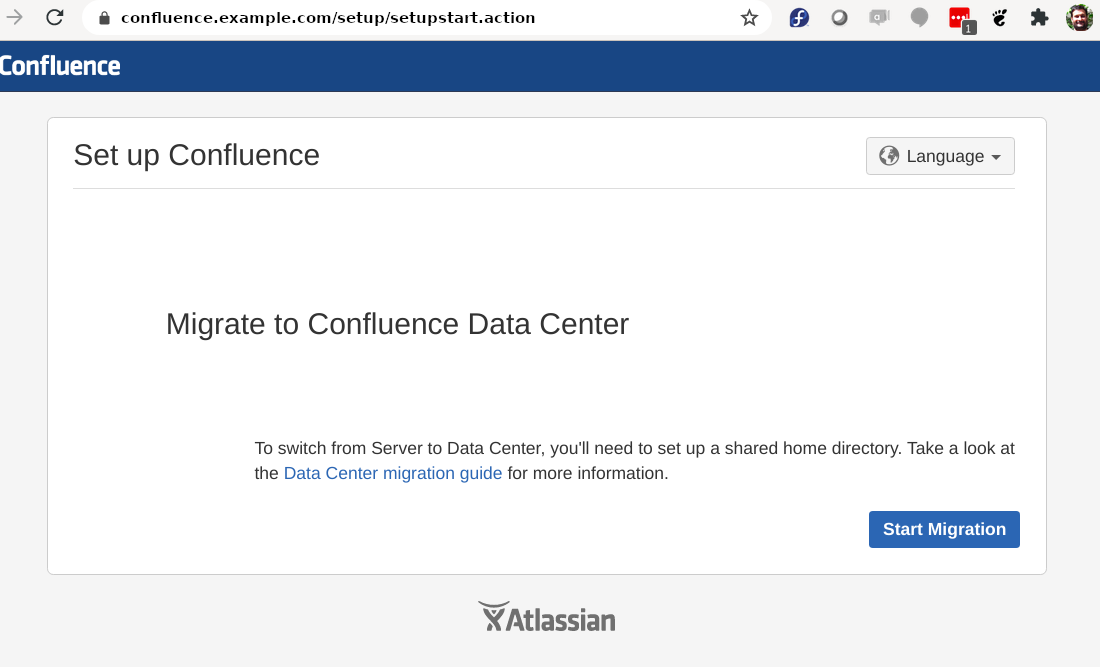 confluence.example.com/setup/setupstart.action
1
Confluence
Set up Confluence
Language
Migrate to Confluence Data Center
To switch from Server to Data Center, you'll need to set up a shared home directory. Take a look at
the Data Center migration guide for more information.
Start Migration
Atlassian